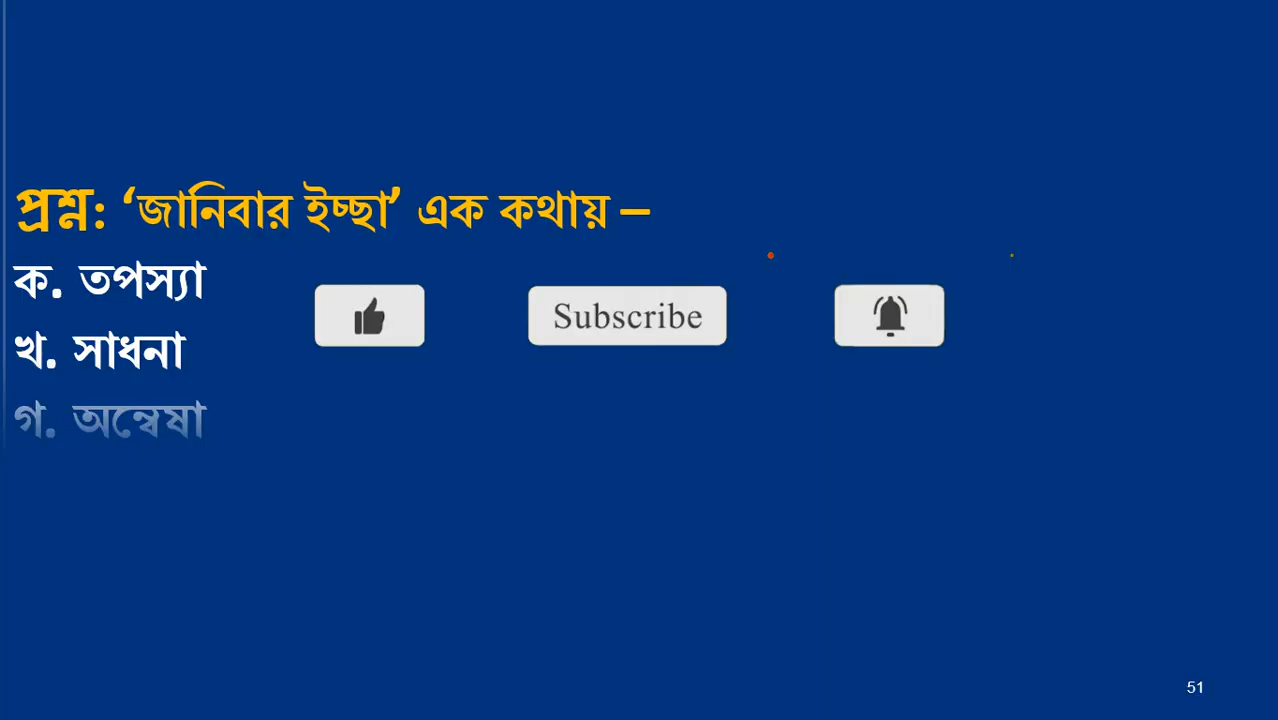 প্রশ্ন: ‘জানিবার ইচ্ছা’ এক কথায় –
ক. তপস্যা
খ. সাধনা
Subscribe
গ. অন্বেষা
51